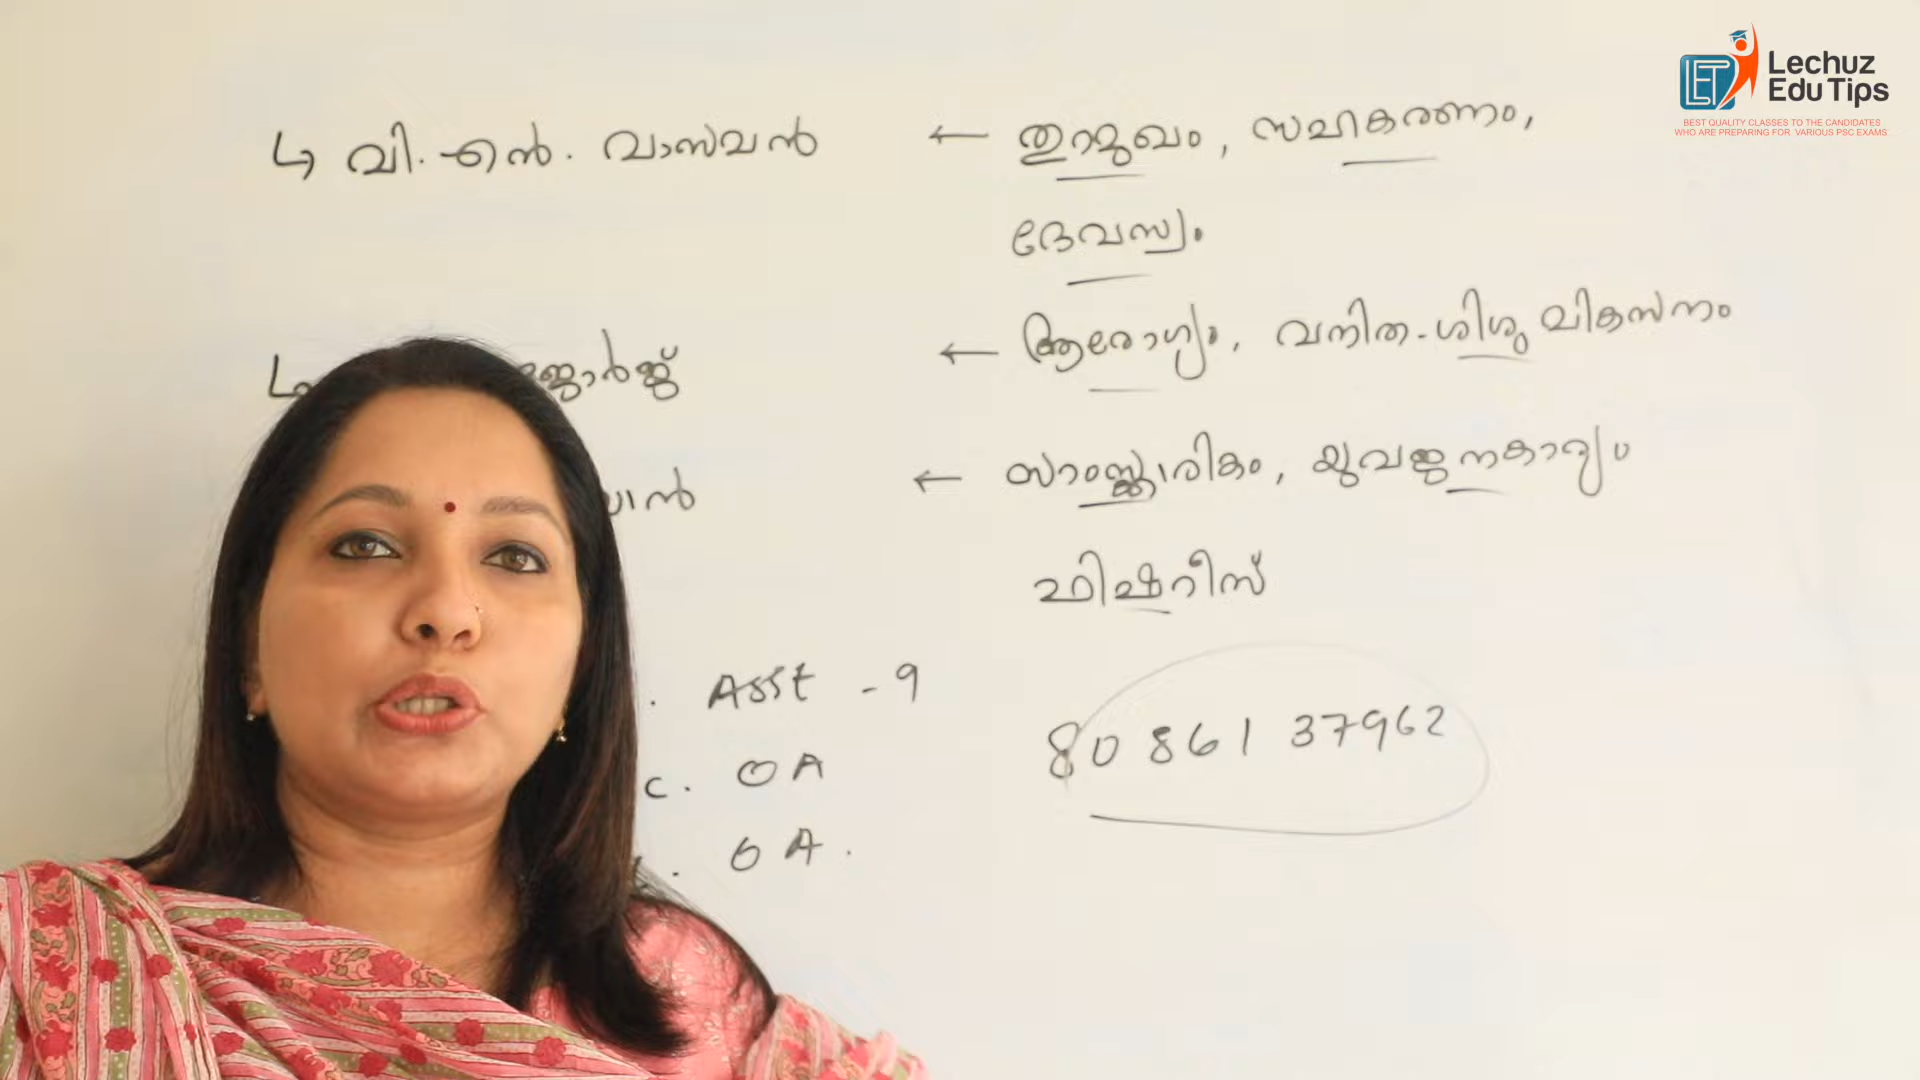 Lechuz
Edu Tips
BEST QUALITY CLASSES TO THE CANDIDATES
WHO ARE PREPARING FOR VARIOUS PSC EXAMS
↳ വി. എൻ. വാസവൻ ← തുറമുഖം, സഹകരണം,
ദേവസ്വം
↳ ജോർജ്ജ് ← ആരോഗ്യം, വനിത-ശിശു വികസനം
← സാംസ്കാരികം, യുവജനകാര്യം
ഫിഷറീസ്
. Asst - 9
80 861 37962
c. OA
. OA.